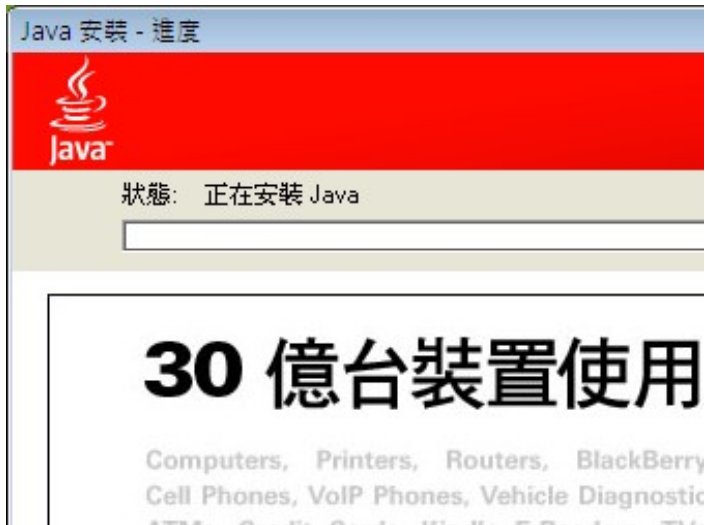 Java 安裝 - 進度
Java™
狀態: 正在安裝 Java
30 億台裝置使用
Computers, Printers, Routers, BlackBerry
Cell Phones, VoIP Phones, Vehicle Diagnostic